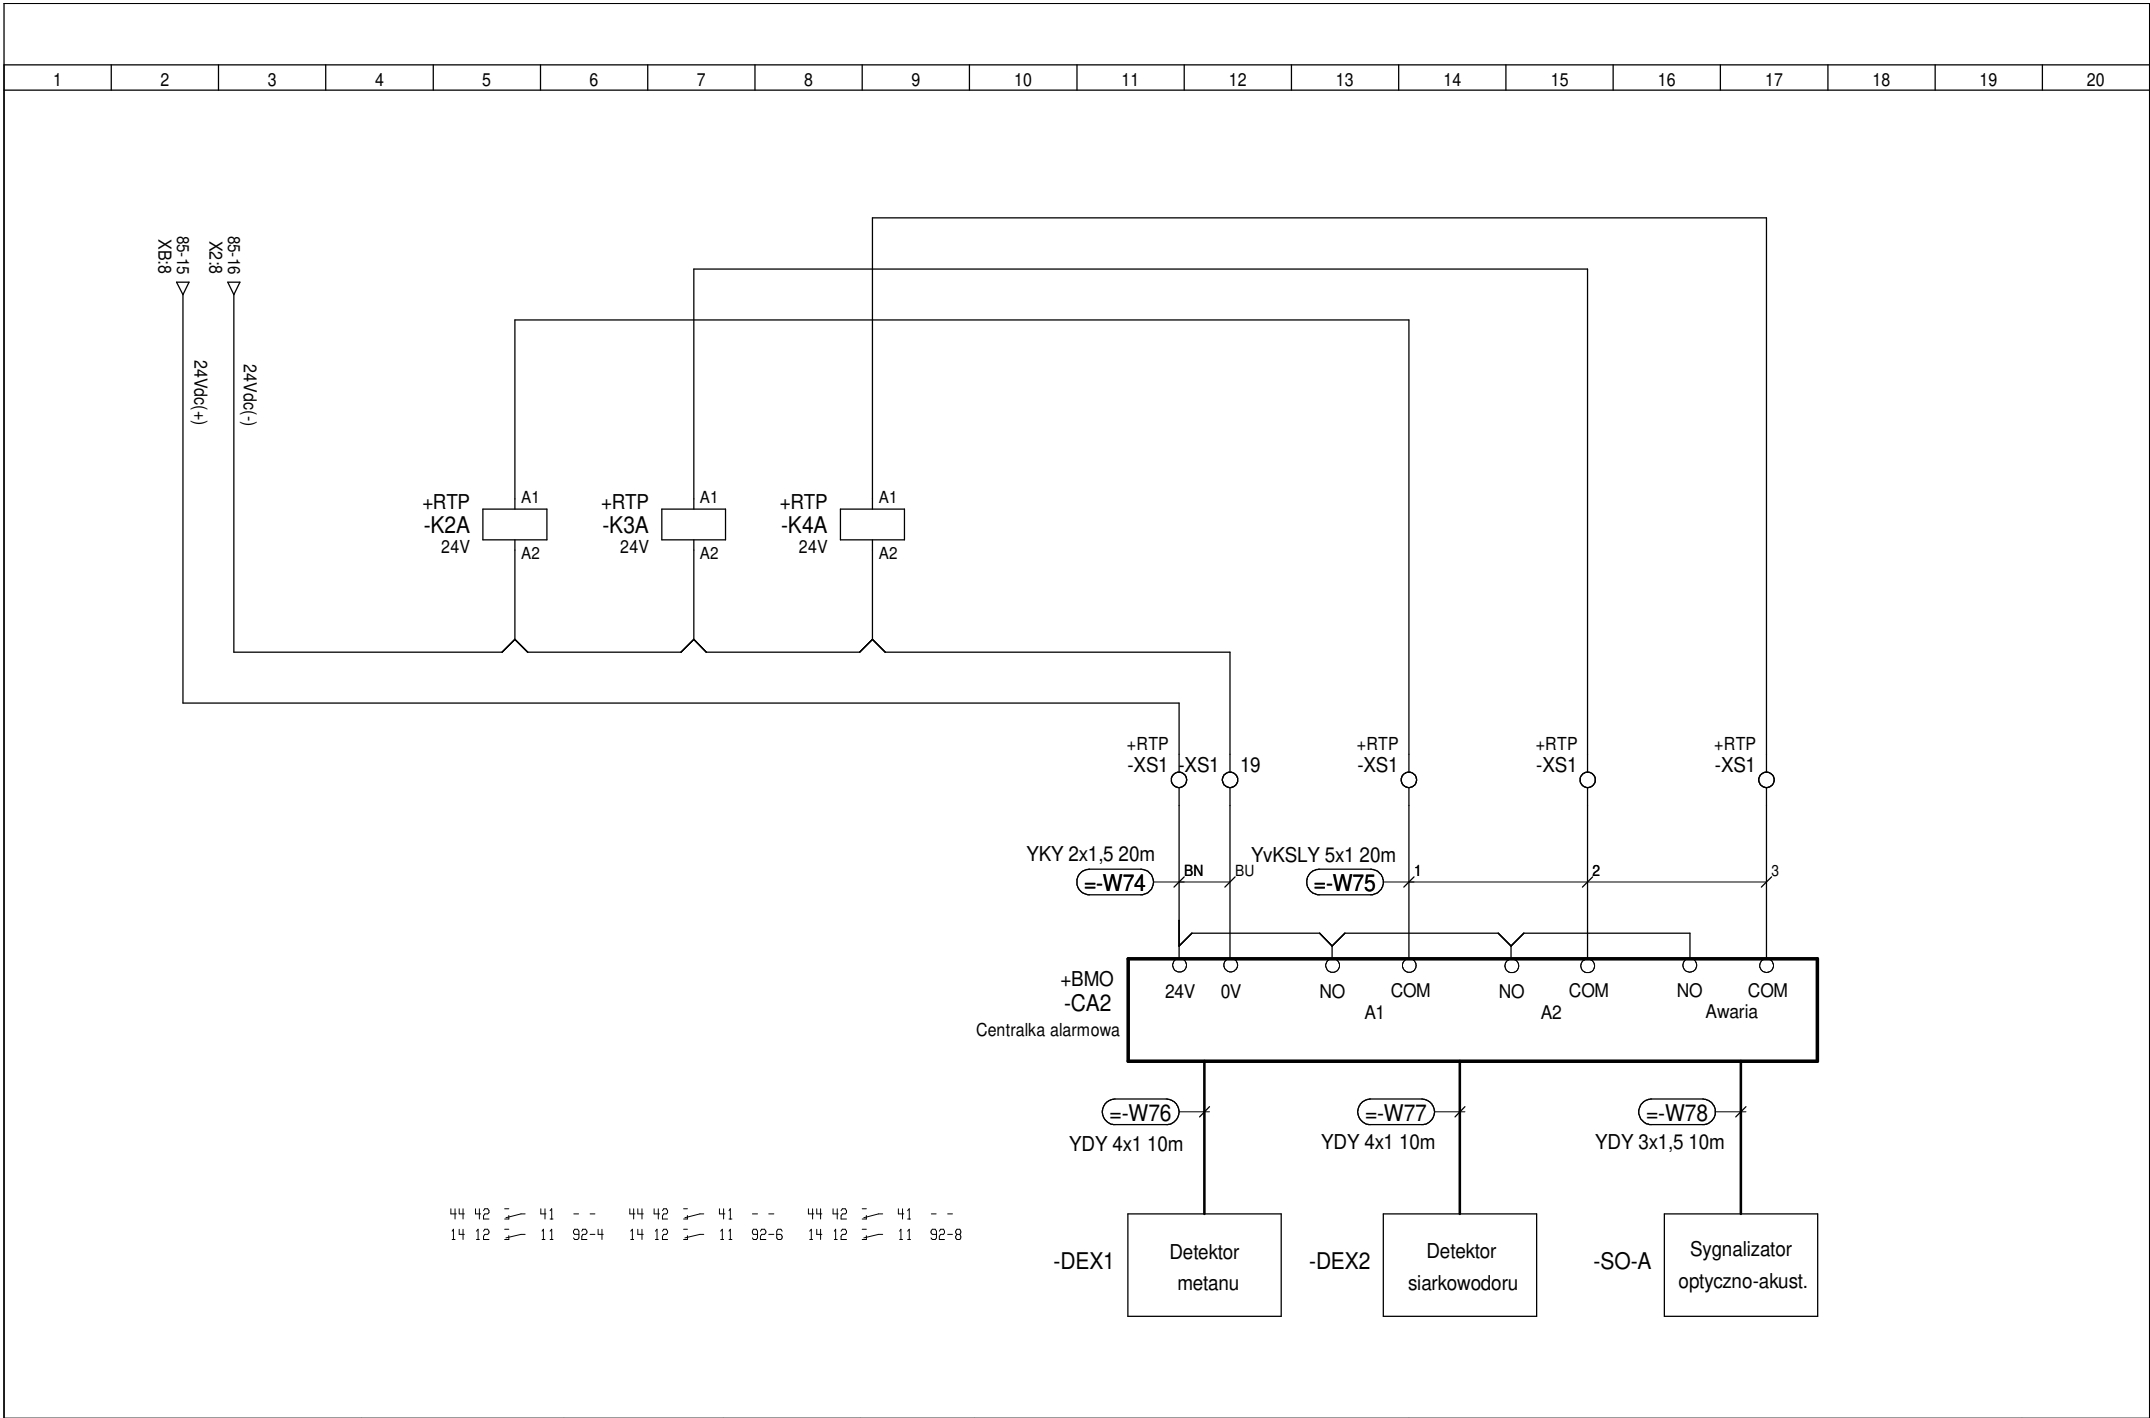 1 2 3 4 5 6 7 8 9 10 11 12 13 14 15 16 17 18 19 20
85-15
XB:8
85-16
X2:8
24Vdc(+)
24Vdc(-)
+RTP
-K2A
24V
A1
A2
+RTP
-K3A
24V
A1
A2
+RTP
-K4A
24V
A1
A2
+RTP
-XS1
-XS1 19
+RTP
-XS1
+RTP
-XS1
+RTP
-XS1
YKY 2x1,5 20m
=-W74
BN
BU
YvKSLY 5x1 20m
=-W75
1
2
3
+BMO
-CA2
Centralka alarmowa
24V 0V NO COM NO COM NO COM
A1 A2 Awaria
=-W76
YDY 4x1 10m
=-W77
YDY 4x1 10m
=-W78
YDY 3x1,5 10m
44 42 41 - -
14 12 11 92-4
44 42 41 - -
14 12 11 92-6
44 42 41 - -
14 12 11 92-8
-DEX1
Detektor
metanu
-DEX2
Detektor
siarkowodoru
-SO-A
Sygnalizator
optyczno-akust.